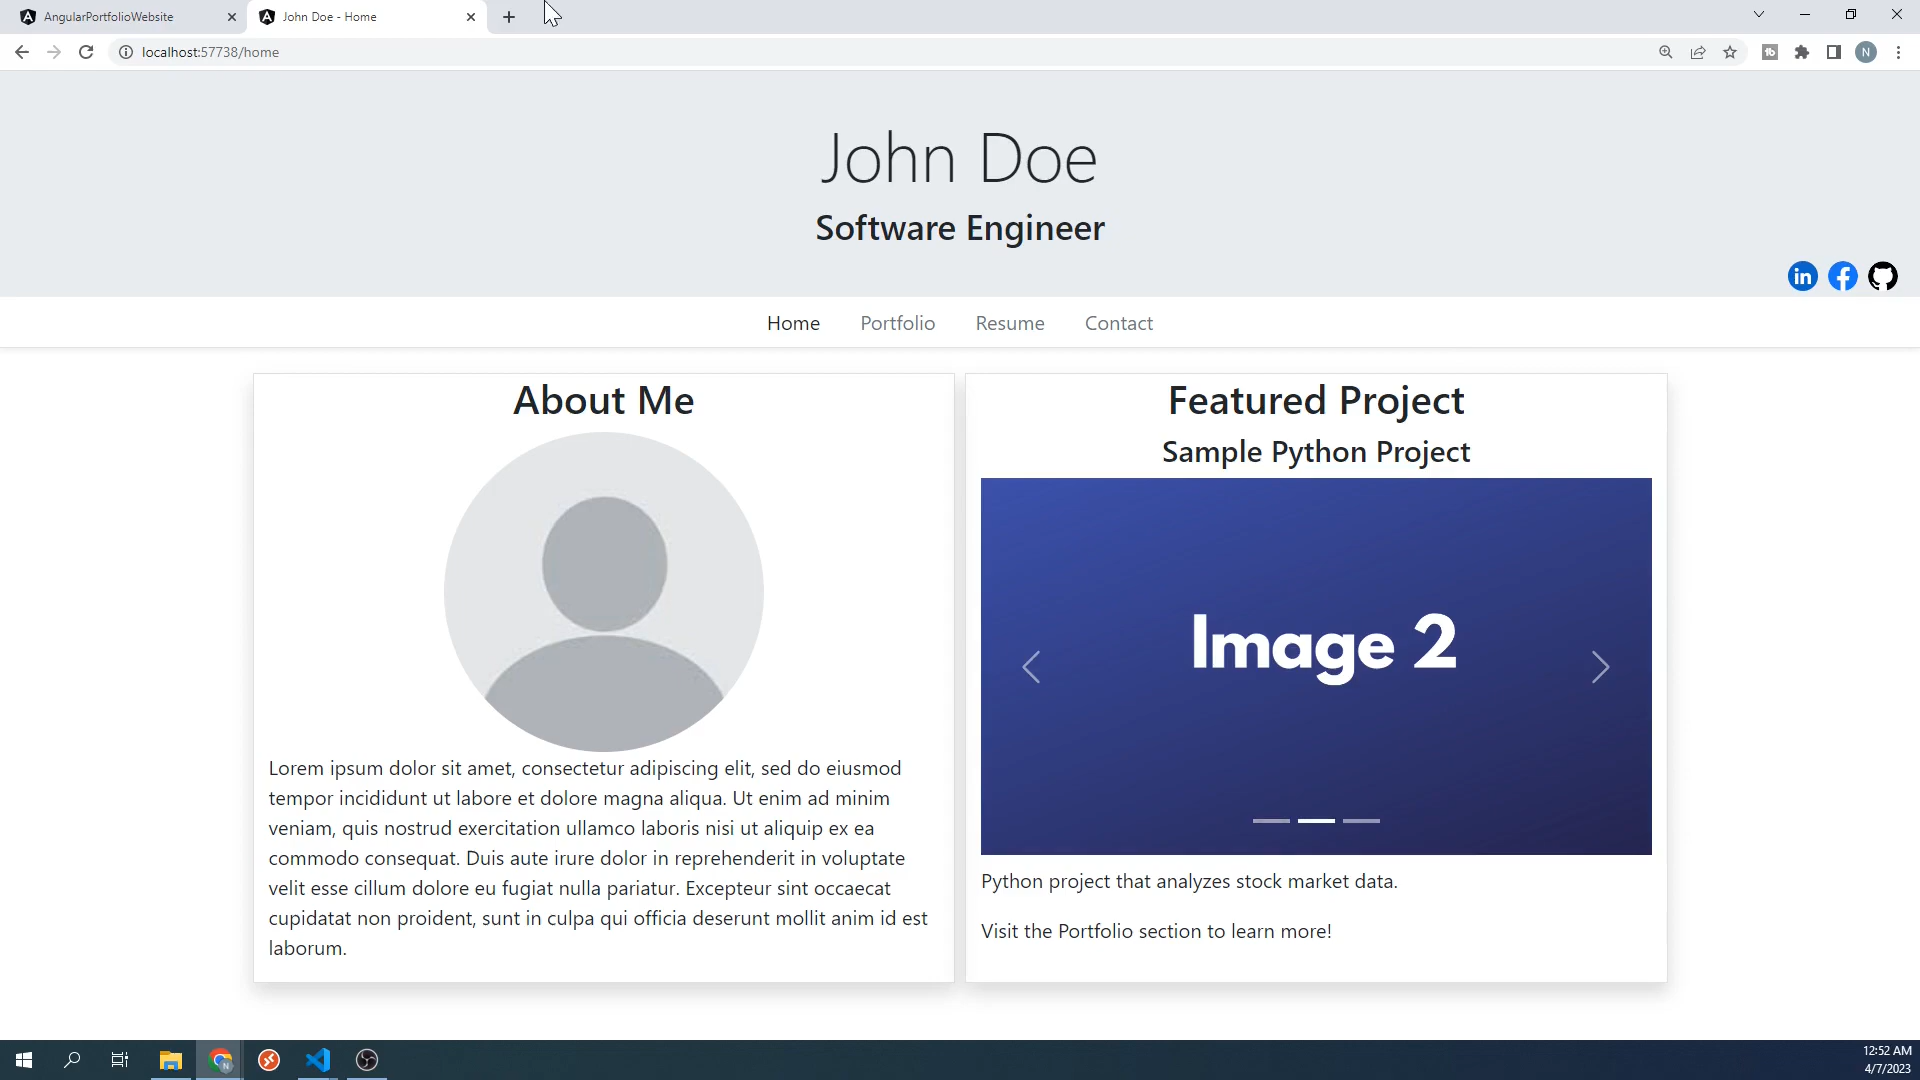 AngularPortfolioWebsite
John Doe - Home
localhost:57738/home
N
John Doe
Software Engineer
in
Home
Portfolio
Resume
Contact
About Me
Lorem ipsum dolor sit amet, consectetur adipiscing elit, sed do eiusmod
tempor incididunt ut labore et dolore magna aliqua. Ut enim ad minim
veniam, quis nostrud exercitation ullamco laboris nisi ut aliquip ex ea
commodo consequat. Duis aute irure dolor in reprehenderit in voluptate
velit esse cillum dolore eu fugiat nulla pariatur. Excepteur sint occaecat
cupidatat non proident, sunt in culpa qui officia deserunt mollit anim id est
laborum.
Featured Project
Sample Python Project
Image 2
Python project that analyzes stock market data.
Visit the Portfolio section to learn more!
12:52 AM
4/7/2023